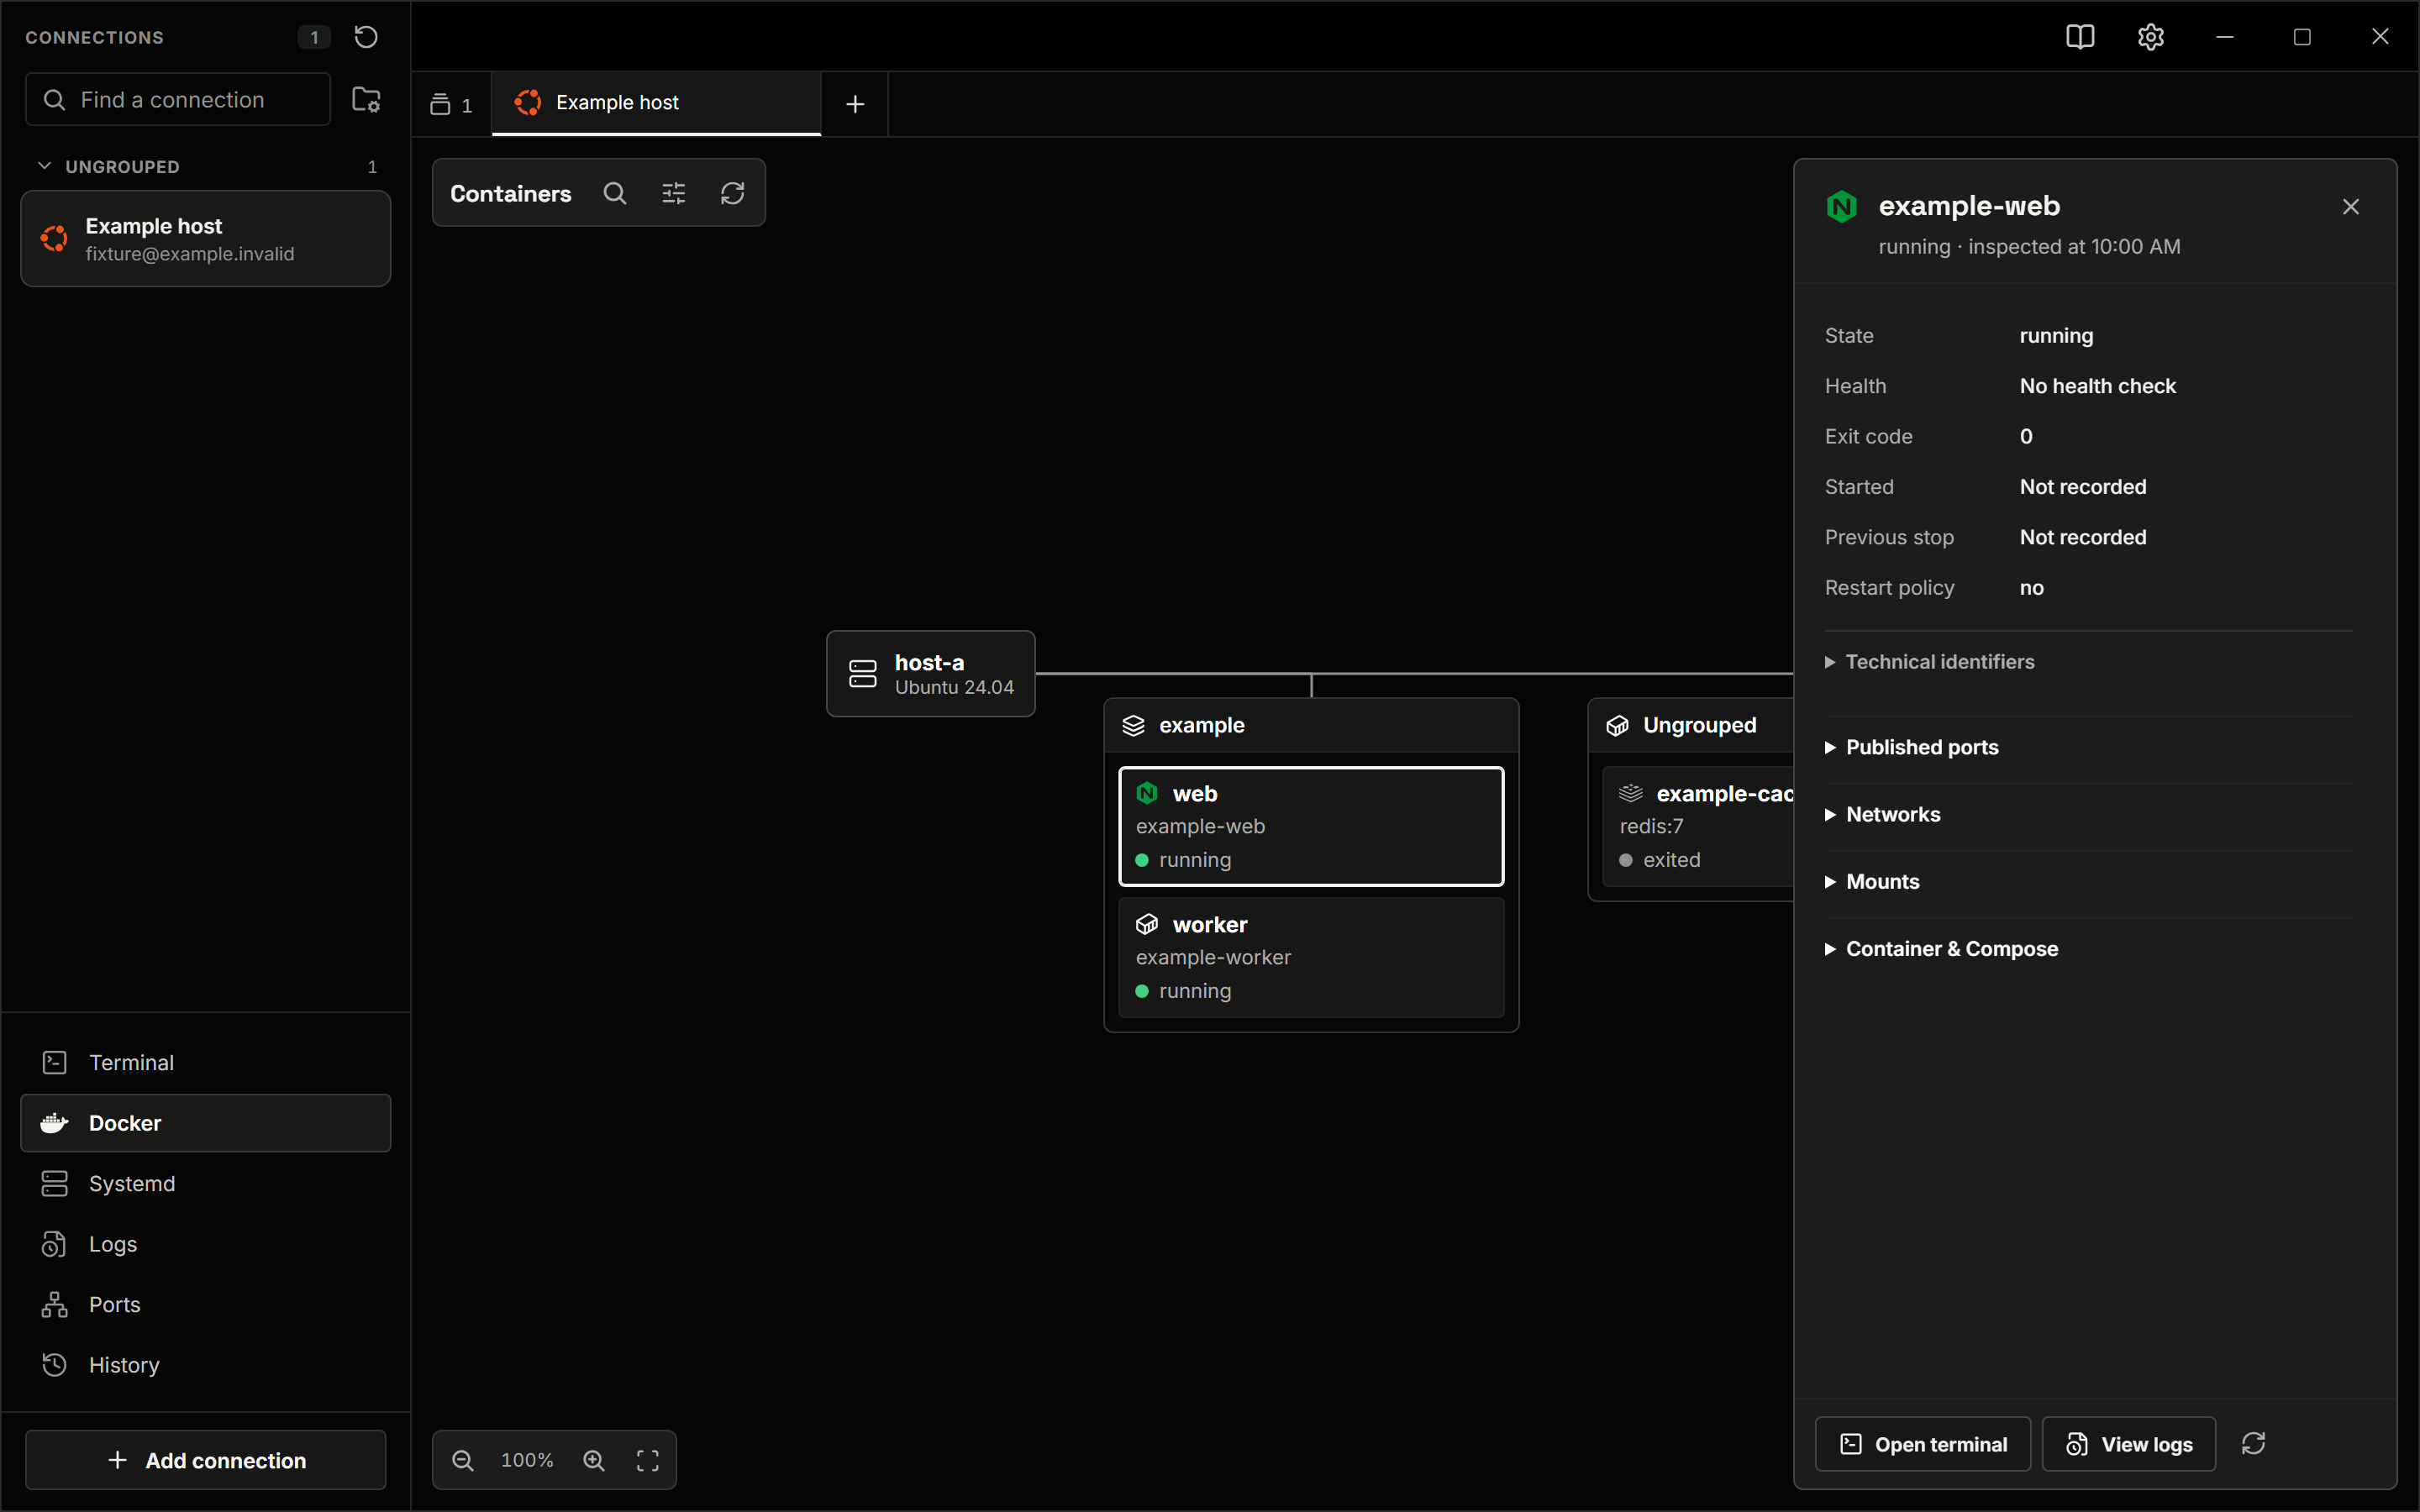 CONNECTIONS 1
Find a connection
UNGROUPED 1
Example host
fixture@example.invalid
Terminal
Docker
Systemd
Logs
Ports
History
Add connection
1
Example host
Containers
host-a
Ubuntu 24.04
example
web
example-web
running
worker
example-worker
running
Ungrouped
example-cac
redis:7
exited
100%
example-web
running · inspected at 10:00 AM
State running
Health No health check
Exit code 0
Started Not recorded
Previous stop Not recorded
Restart policy no
Technical identifiers
Published ports
Networks
Mounts
Container & Compose
Open terminal
View logs